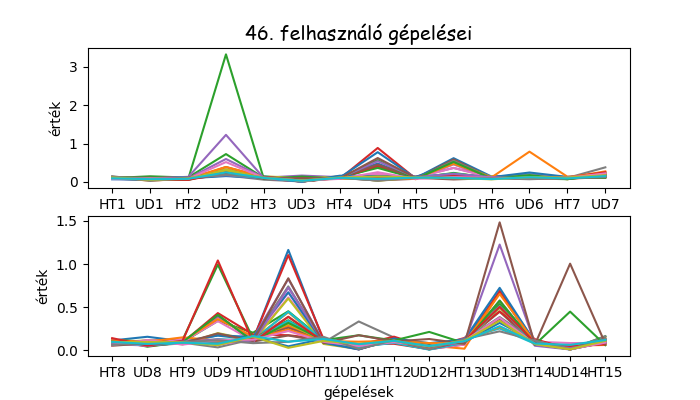 46. felhasználó gépelései
érték
3
2
1
0
HT1 UD1 HT2 UD2 HT3 UD3 HT4 UD4 HT5 UD5 HT6 UD6 HT7 UD7
érték
1.5
1.0
0.5
0.0
HT8 UD8 HT9 UD9 HT10 UD10 HT11 UD11 HT12 UD12 HT13 UD13 HT14 UD14 HT15
gépelések